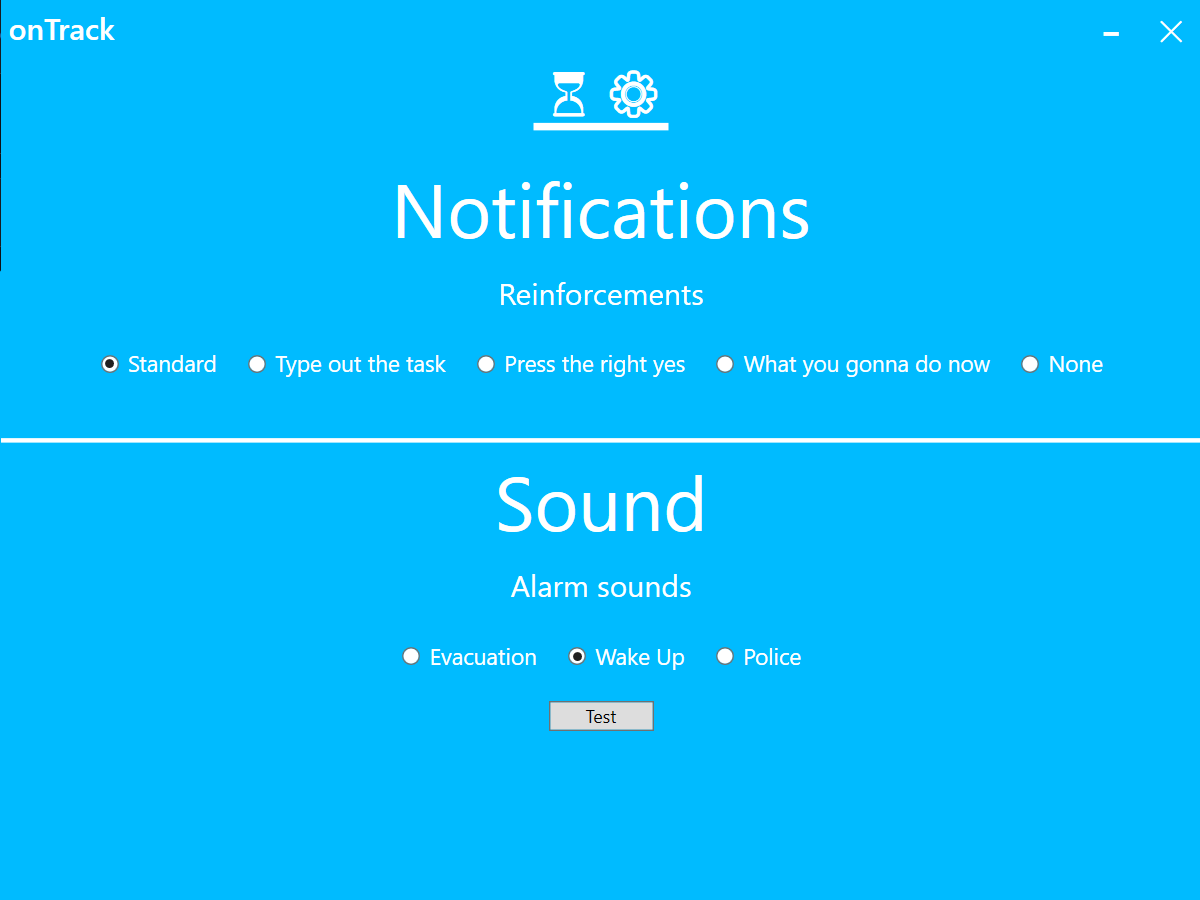 onTrack
Notifications
Reinforcements
Standard Type out the task Press the right yes What you gonna do now None
Sound
Alarm sounds
Evacuation Wake Up Police
Test